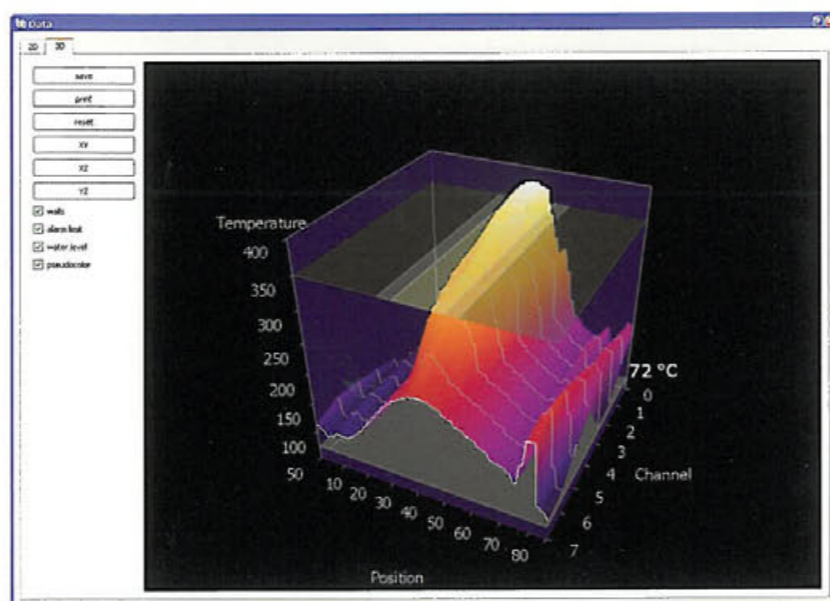 Data
2D 3D
save
print
reset
XY
XZ
YZ
walls
alarm limit
water level
pseudocolor
Temperature
400
350
300
250
200
150
100
50
72 °C
0
1
2
3
4
5
6
7
Channel
10
20
30
40
50
60
70
80
Position